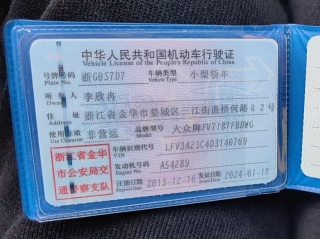 中华人民共和国机动车行驶证
Vehicle License of the People's Republic of China
号牌号码 浙G057D7 车辆类型 小型轿车
Plate No. Vehicle Type
所有人 李欣冉
Owner
住址 浙江省金华市婺城区三江街道桥何路82号
Address
使用性质 非营运 品牌型号 大众牌FV7187FBDWG
Use Character Model
浙江省金华
市公安局交
通警察支队
车辆识别代号 LFV3A23C4D3140769
VIN
发动机号码 A54289
Engine No.
注册日期 2013-12-16 发证日期 2024-01-18
Register Date Issue Date